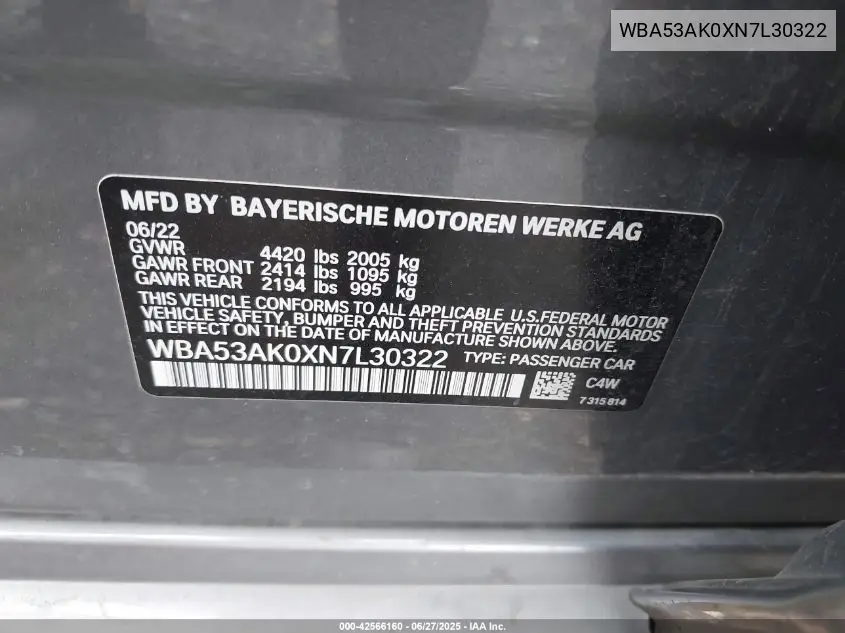 WBA53AK0XN7L30322
MFD BY BAYERISCHE MOTOREN WERKE AG
06/22
GVWR 4420 lbs 2005 kg
GAWR FRONT 2414 lbs 1095 kg
GAWR REAR 2194 lbs 995 kg
THIS VEHICLE CONFORMS TO ALL APPLICABLE U.S.FEDERAL MOTOR
VEHICLE SAFETY, BUMPER AND THEFT PREVENTION STANDARDS
IN EFFECT ON THE DATE OF MANUFACTURE SHOWN ABOVE.
WBA53AK0XN7L30322 TYPE: PASSENGER CAR
C4W
7 315 814
000-42566160 - 06/27/2025 - IAA Inc.